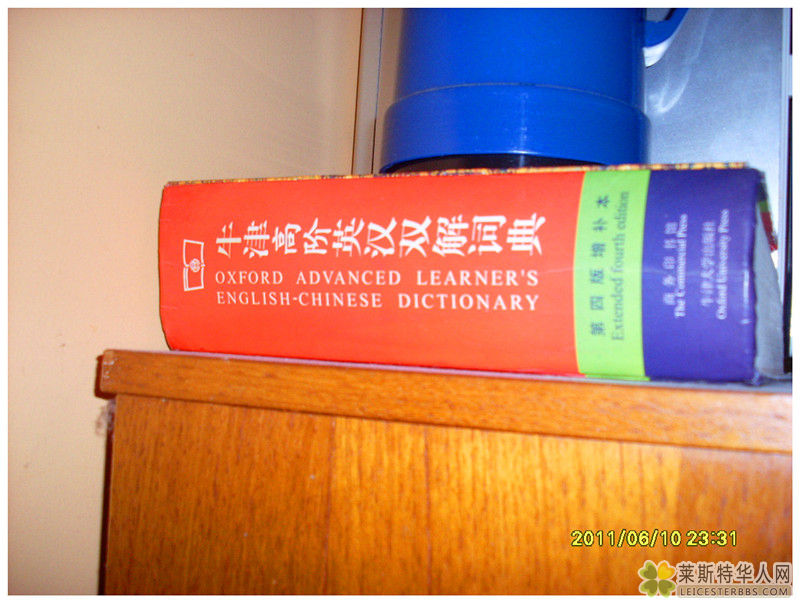 牛津高阶英汉双解词典
OXFORD ADVANCED LEARNER'S
ENGLISH-CHINESE DICTIONARY
第四版增补本
Extended fourth edition
商务印书馆
The Commercial Press
牛津大学出版社
Oxford University Press
2011/06/10 23:31
莱斯特华人网
LEICESTERBBS.COM